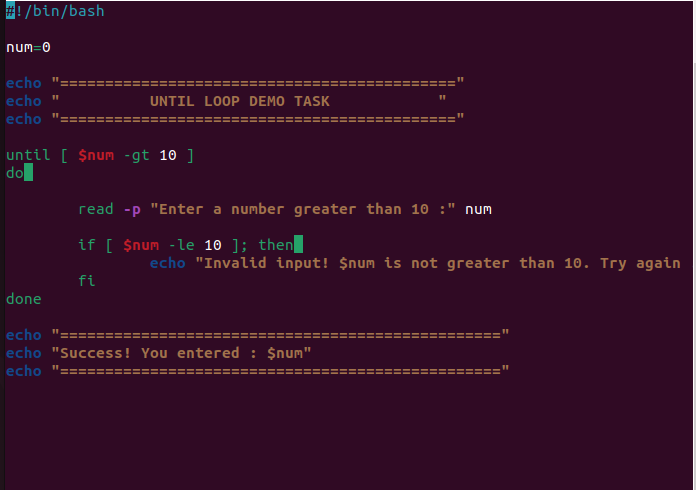 #!/bin/bash
num=0
echo "============================================"
echo "          UNTIL LOOP DEMO TASK            "
echo "============================================"
until [ $num -gt 10 ]
do
        read -p "Enter a number greater than 10 :" num
        if [ $num -le 10 ]; then
                echo "Invalid input! $num is not greater than 10. Try again
        fi
done
echo "================================================="
echo "Success! You entered : $num"
echo "================================================="